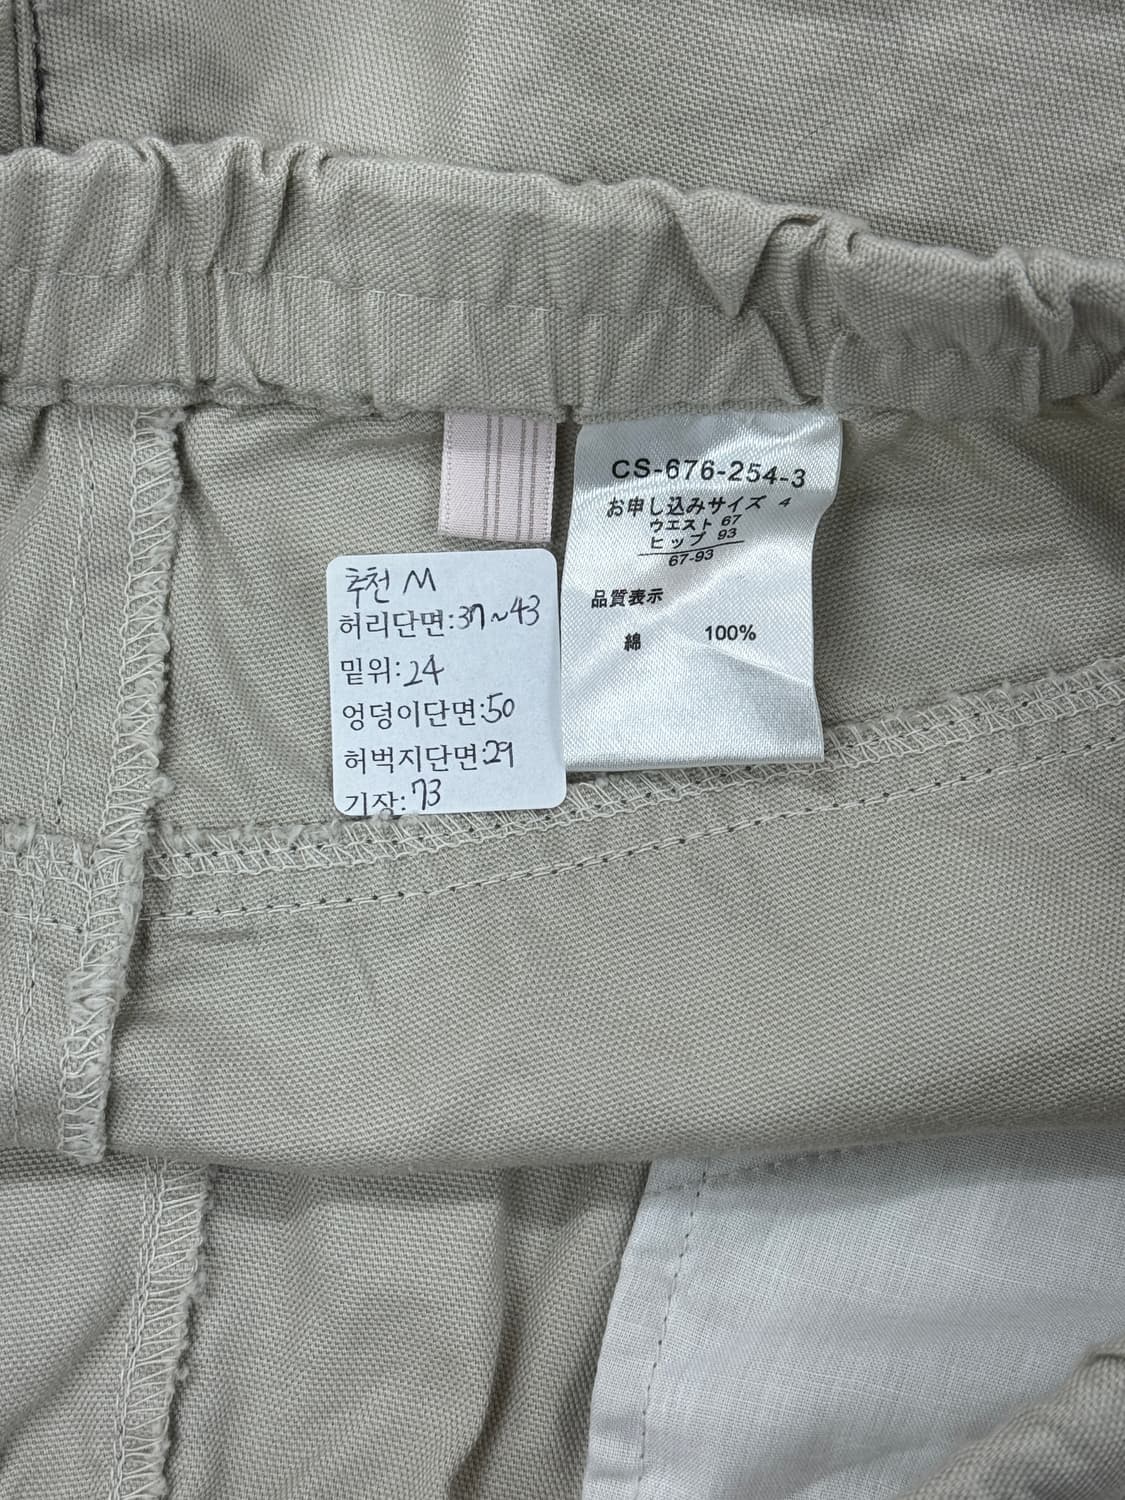 CS-676-254-3
お申し込みサイズ 4
ウエスト 67
ヒップ 93
67-93
品質表示
綿 100%
추천 M
허리단면:37~43
밑위:24
엉덩이단면:50
허벅지단면:29
기장:73